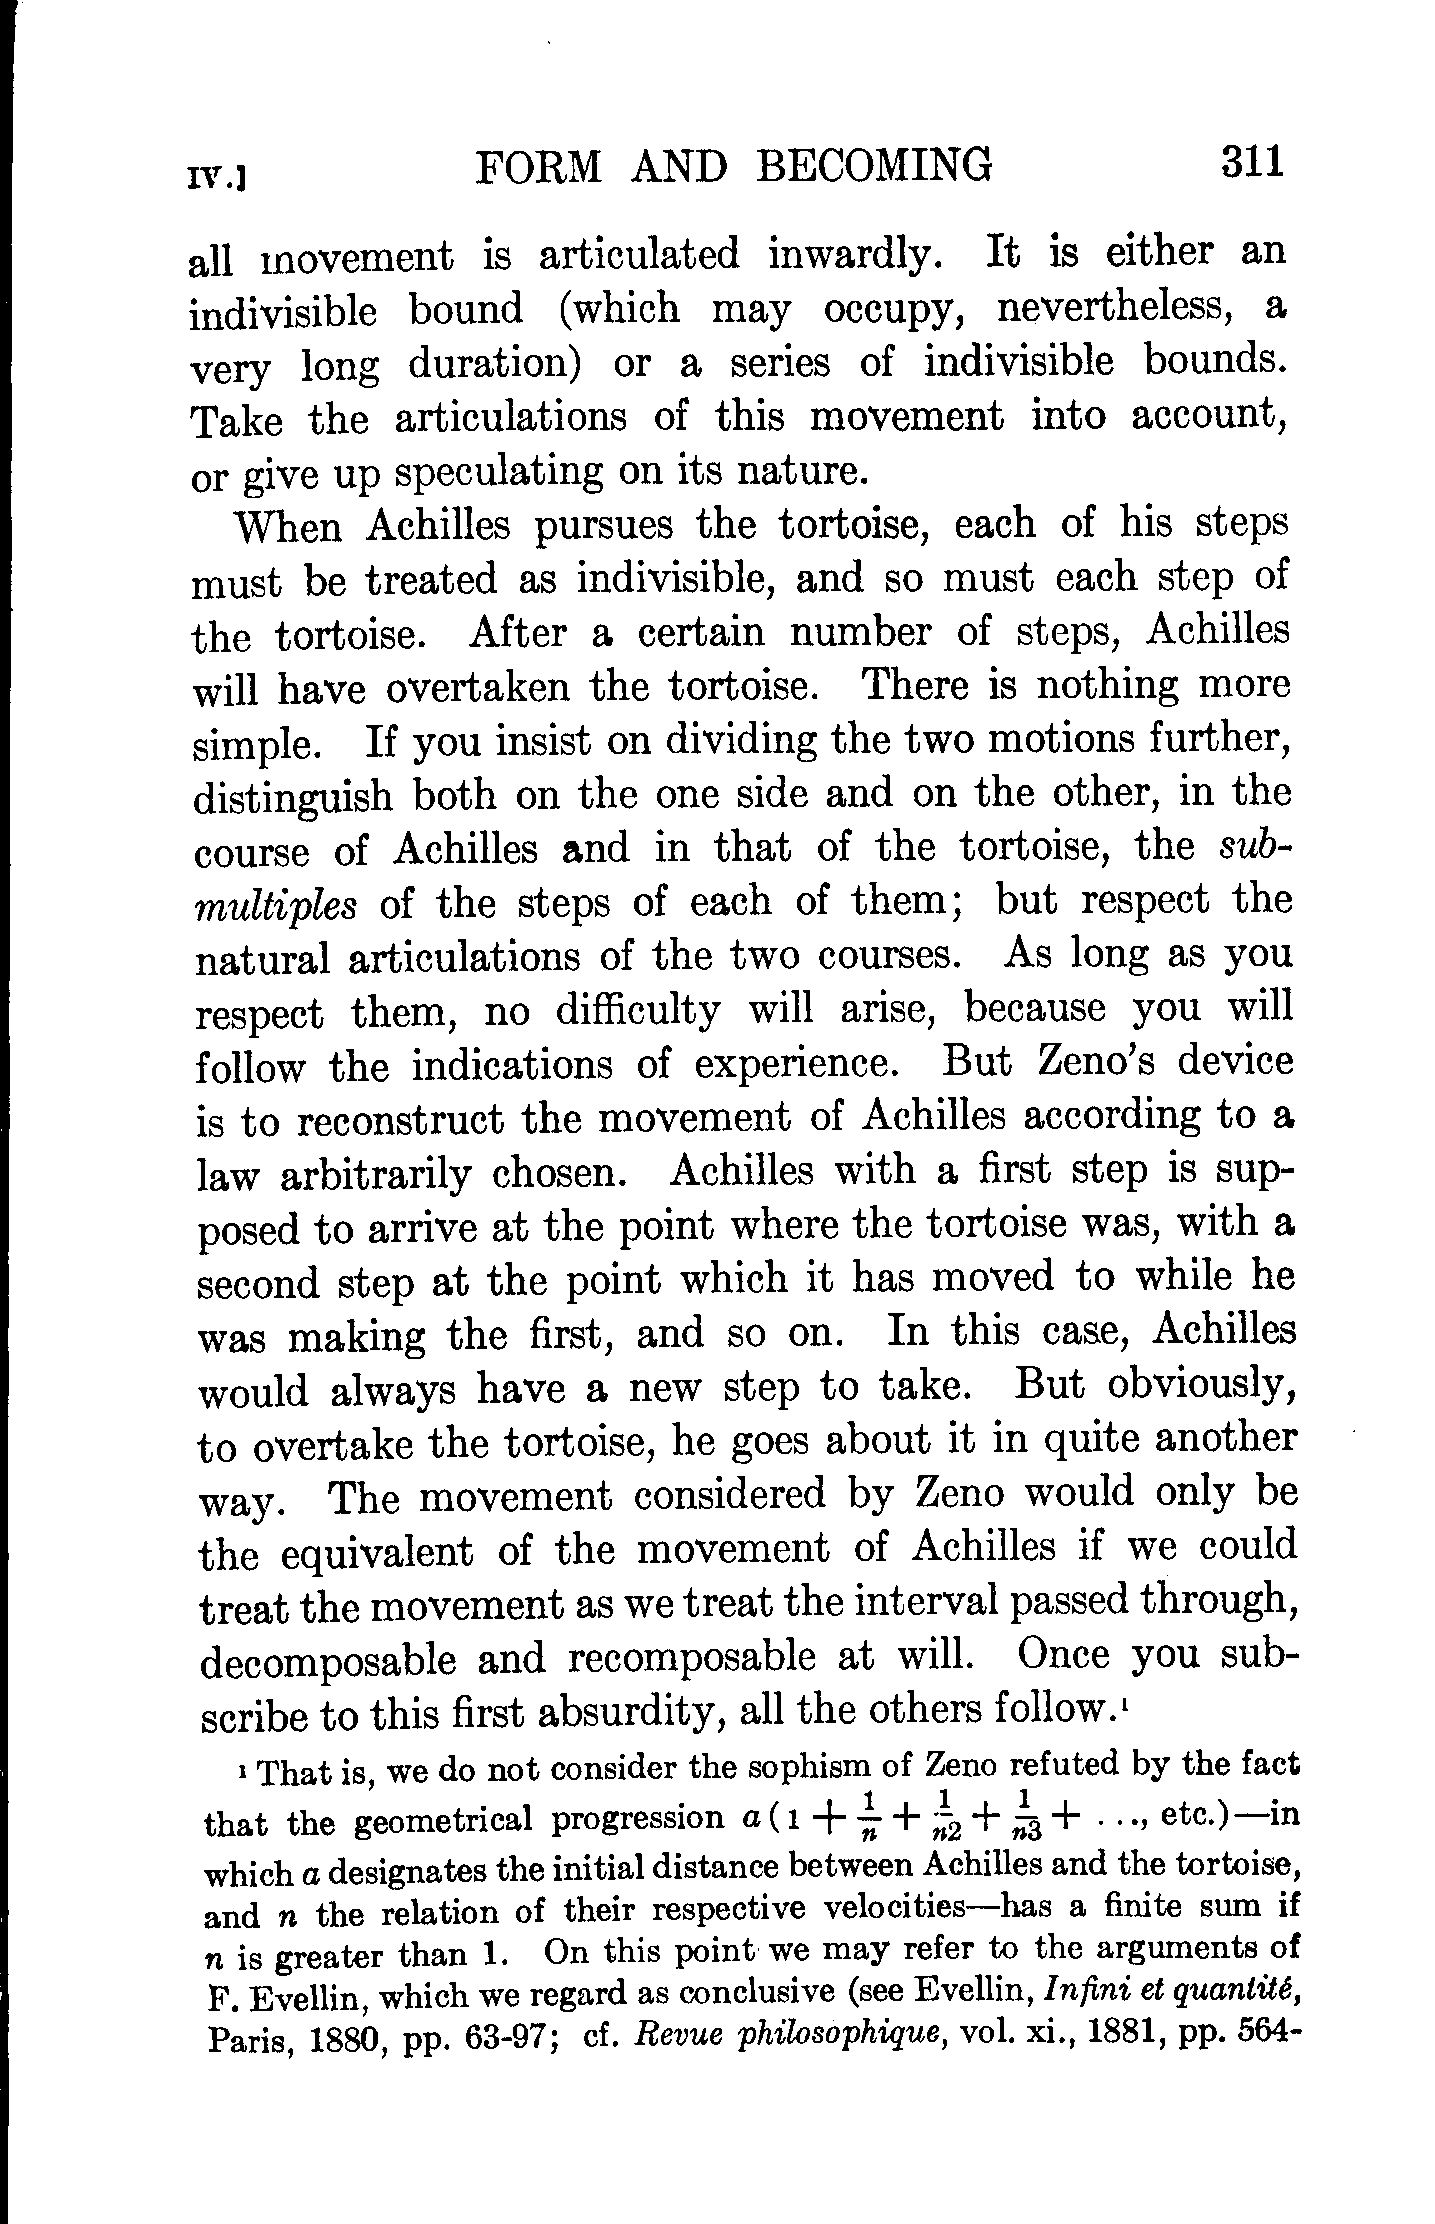 IV.] FORM AND BECOMING 311
all movement is articulated inwardly. It is either an
indivisible bound (which may occupy, nevertheless, a
very long duration) or a series of indivisible bounds.
Take the articulations of this movement into account,
or give up speculating on its nature.
When Achilles pursues the tortoise, each of his steps
must be treated as indivisible, and so must each step of
the tortoise. After a certain number of steps, Achilles
will have overtaken the tortoise. There is nothing more
simple. If you insist on dividing the two motions further,
distinguish both on the one side and on the other, in the
course of Achilles and in that of the tortoise, the sub-
multiples of the steps of each of them; but respect the
natural articulations of the two courses. As long as you
respect them, no difficulty will arise, because you will
follow the indications of experience. But Zeno's device
is to reconstruct the movement of Achilles according to a
law arbitrarily chosen. Achilles with a first step is sup-
posed to arrive at the point where the tortoise was, with a
second step at the point which it has moved to while he
was making the first, and so on. In this case, Achilles
would always have a new step to take. But obviously,
to overtake the tortoise, he goes about it in quite another
way. The movement considered by Zeno would only be
the equivalent of the movement of Achilles if we could
treat the movement as we treat the interval passed through,
decomposable and recomposable at will. Once you sub-
scribe to this first absurdity, all the others follow.¹
¹ That is, we do not consider the sophism of Zeno refuted by the fact
that the geometrical progression a(1 + 1/n + 1/n2 + 1/n3 + . . ., etc.)—in
which a designates the initial distance between Achilles and the tortoise,
and n the relation of their respective velocities—has a finite sum if
n is greater than 1. On this point we may refer to the arguments of
F. Evellin, which we regard as conclusive (see Evellin, Infini et quantité,
Paris, 1880, pp. 63-97; cf. Revue philosophique, vol. xi., 1881, pp. 564-